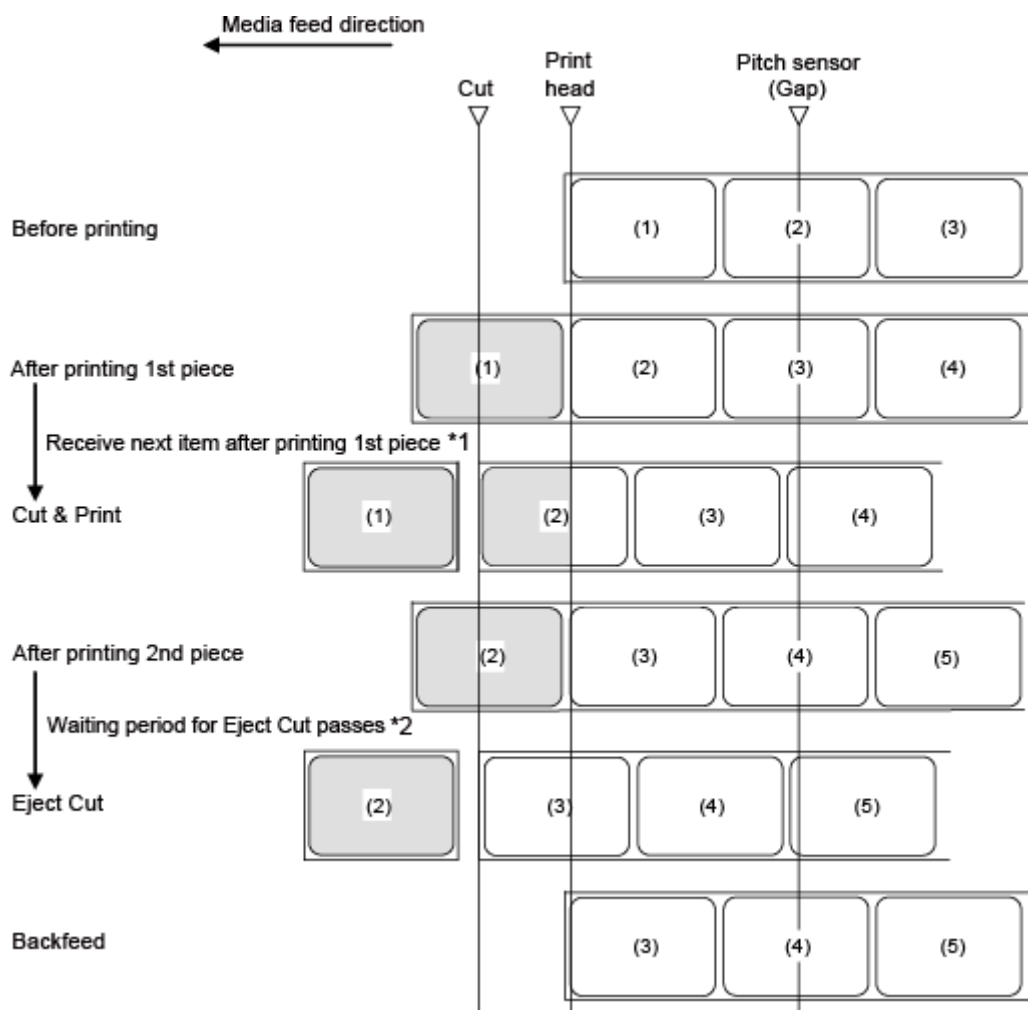 Media feed direction
Cut
Print
head
Pitch sensor
(Gap)
Before printing
(1)
(2)
(3)
After printing 1st piece
(1)
(2)
(3)
(4)
Receive next item after printing 1st piece *1
Cut & Print
(1)
(2)
(3)
(4)
After printing 2nd piece
(2)
(3)
(4)
(5)
Waiting period for Eject Cut passes *2
Eject Cut
(2)
(3)
(4)
(5)
Backfeed
(3)
(4)
(5)